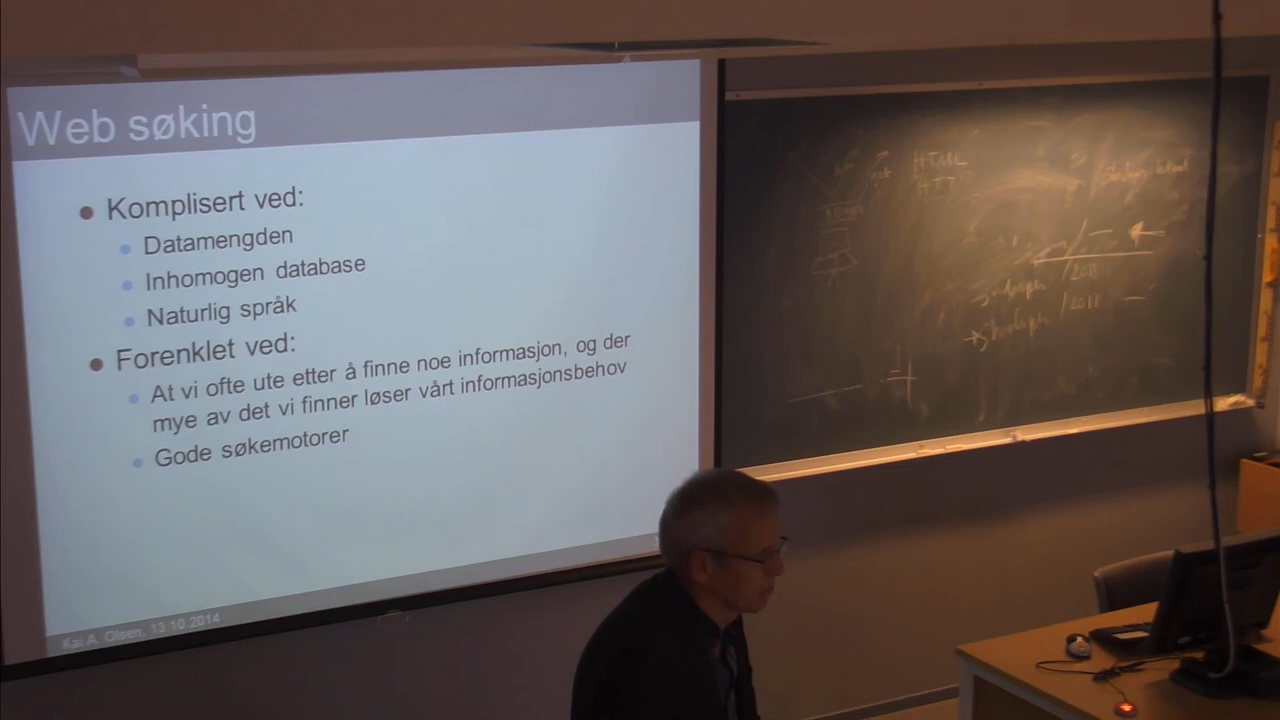 Web søking
Komplisert ved:
Datamengden
Inhomogen database
Naturlig språk
Forenklet ved:
At vi ofte ute etter å finne noe informasjon, og der
mye av det vi finner løser vårt informasjonsbehov
Gode søkemotorer
Kai A. Olsen, 13.10.2014
HTML